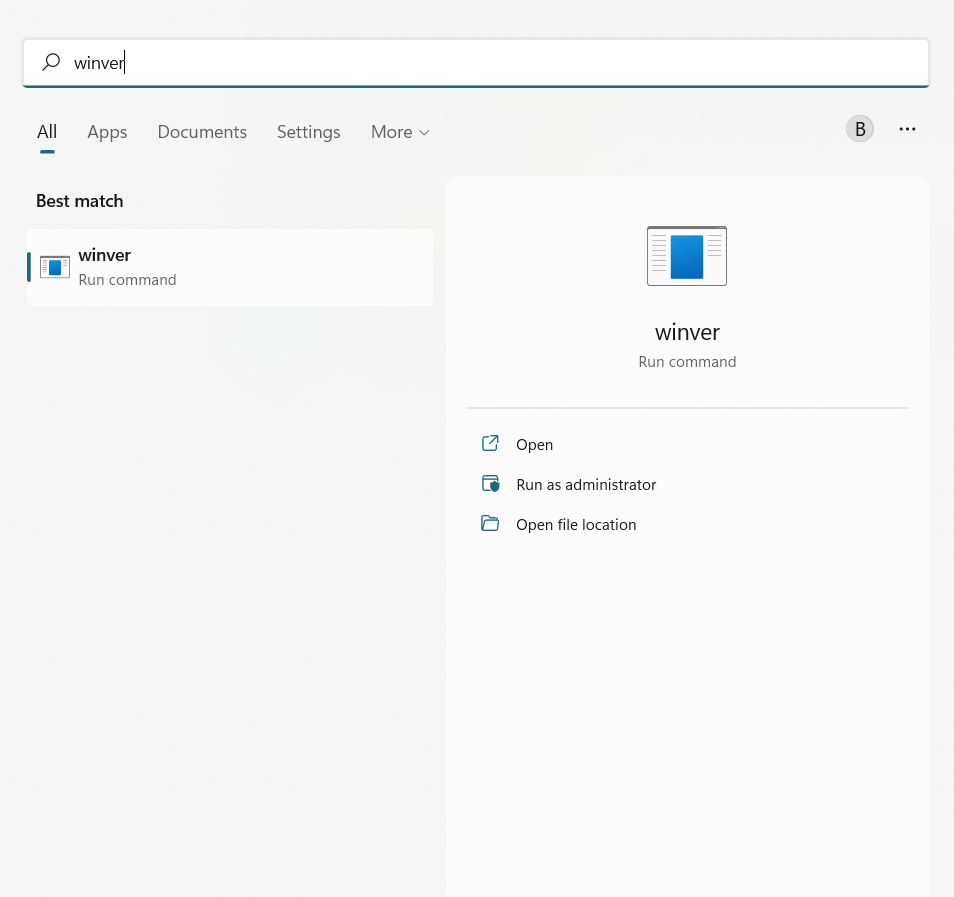 winver
All Apps Documents Settings More
B
Best match
winver
Run command
winver
Run command
Open
Run as administrator
Open file location